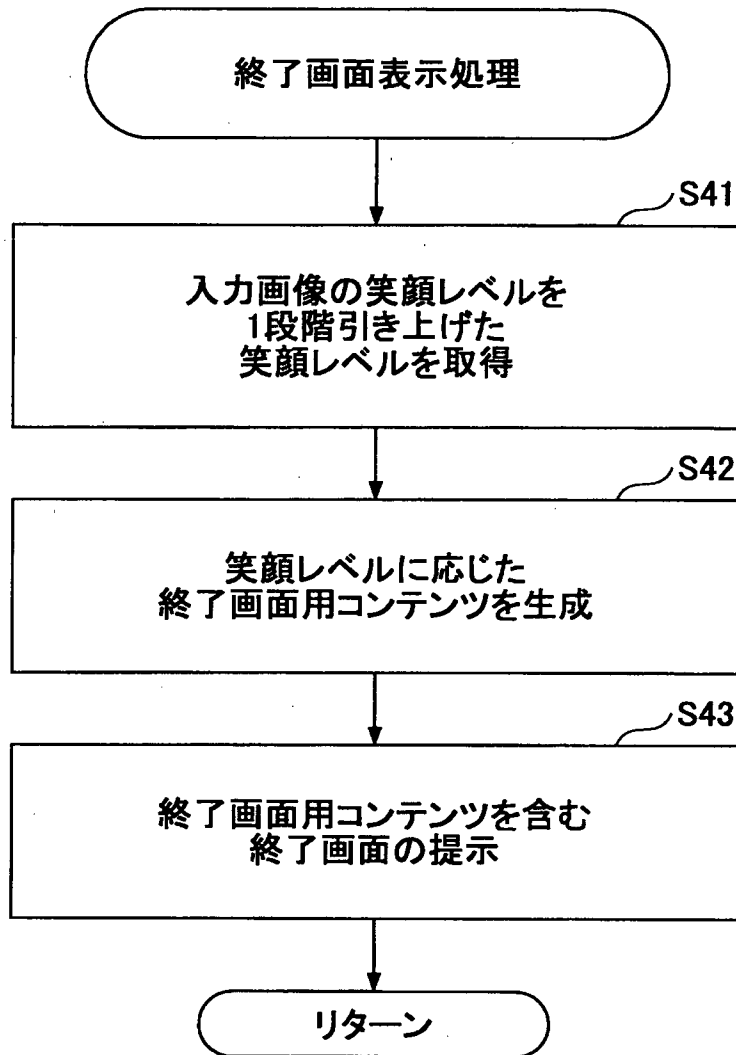 終了画面表示処理
S41
入力画像の笑顔レベルを
1段階引き上げた
笑顔レベルを取得
S42
笑顔レベルに応じた
終了画面用コンテンツを生成
S43
終了画面用コンテンツを含む
終了画面の提示
リターン